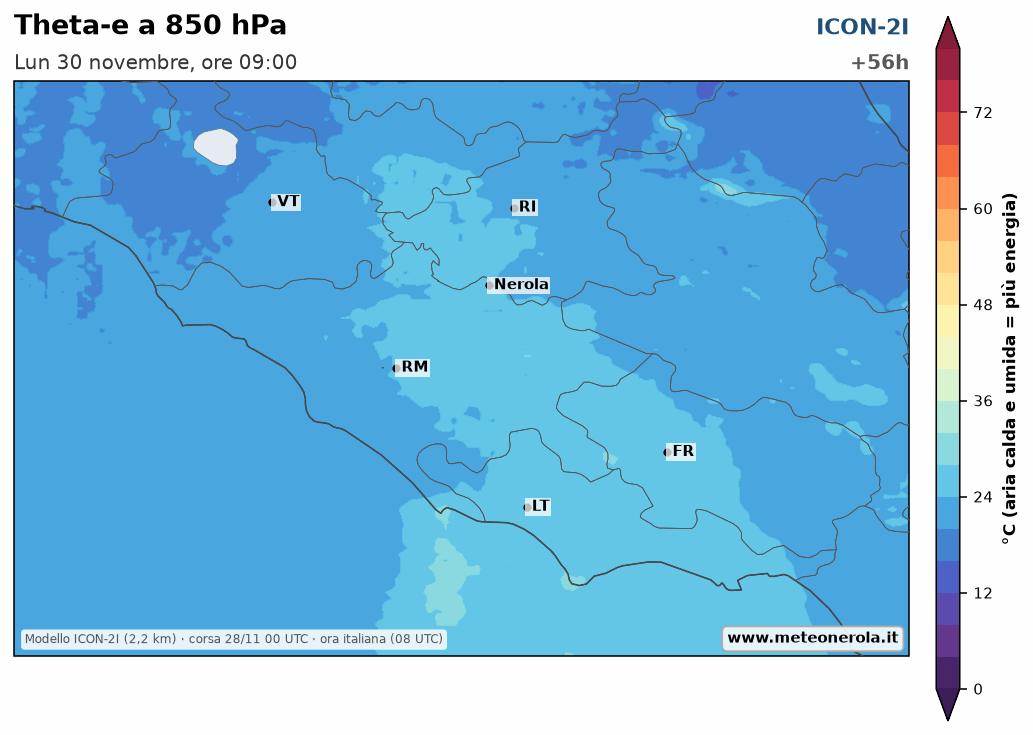 Theta-e a 850 hPa
ICON-2I
Lun 30 novembre, ore 09:00
+56h
VT
RI
Nerola
RM
FR
LT
Modello ICON-2I (2,2 km) · corsa 28/11 00 UTC · ora italiana (08 UTC)
www.meteonerola.it
72
60
48
36
24
12
0
°C (aria calda e umida = più energia)